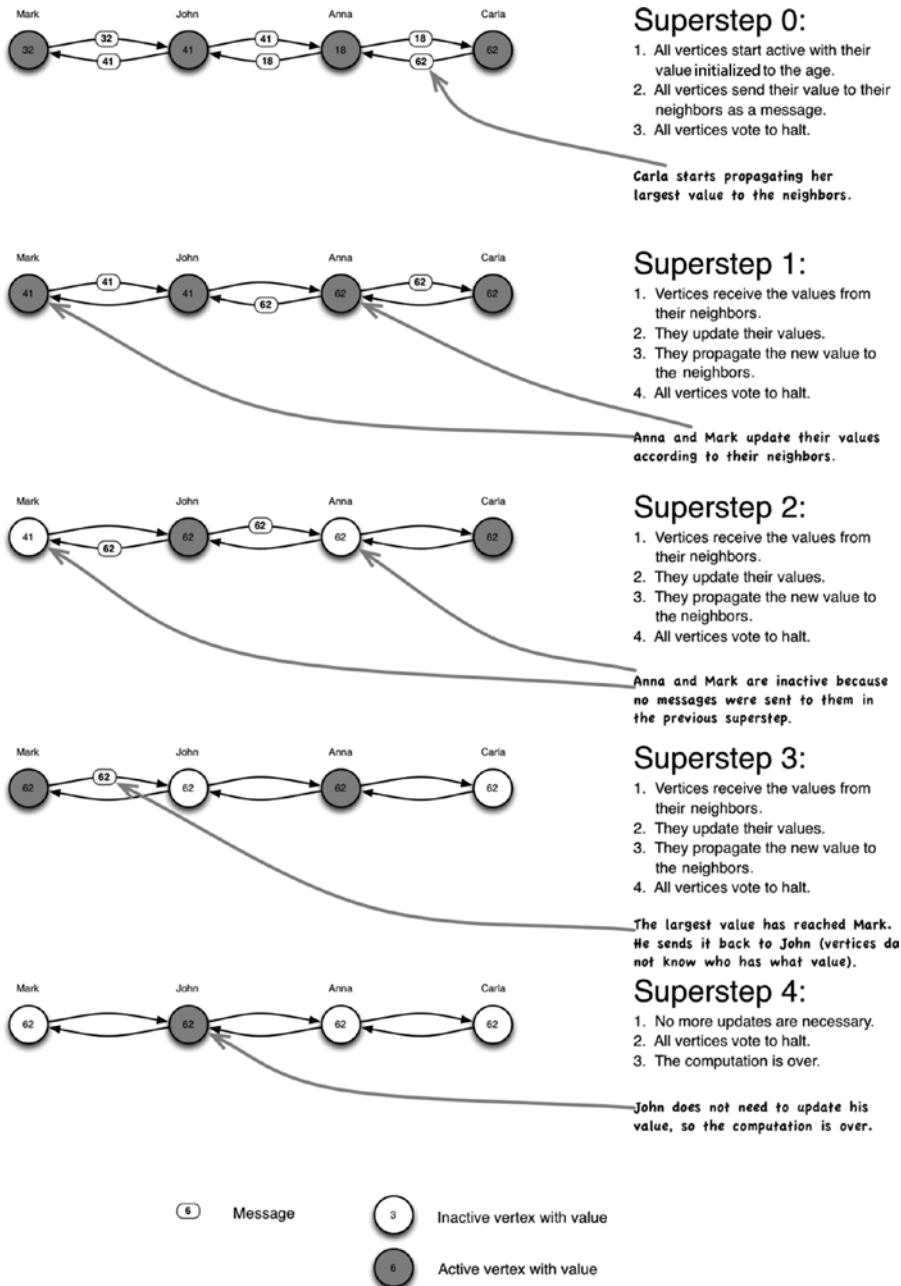 Mark John Anna Carla
32 41 18
32 41 18 62
41 18 62
Superstep 0:
1. All vertices start active with their
value initialized to the age.
2. All vertices send their value to their
neighbors as a message.
3. All vertices vote to halt.
Carla starts propagating her
largest value to the neighbors.
Mark John Anna Carla
41 62
41 41 62 62
62
Superstep 1:
1. Vertices receive the values from
their neighbors.
2. They update their values.
3. They propagate the new value to
the neighbors.
4. All vertices vote to halt.
Anna and Mark update their values
according to their neighbors.
Mark John Anna Carla
62
41 62 62 62
62
Superstep 2:
1. Vertices receive the values from
their neighbors.
2. They update their values.
3. They propagate the new value to
the neighbors.
4. All vertices vote to halt.
Anna and Mark are inactive because
no messages were sent to them in
the previous superstep.
Mark John Anna Carla
62
62 62 62 62
Superstep 3:
1. Vertices receive the values from
their neighbors.
2. They update their values.
3. They propagate the new value to
the neighbors.
4. All vertices vote to halt.
The largest value has reached Mark.
He sends it back to John (vertices do
not know who has what value).
Mark John Anna Carla
62 62 62 62
Superstep 4:
1. No more updates are necessary.
2. All vertices vote to halt.
3. The computation is over.
John does not need to update his
value, so the computation is over.
6 Message
3 Inactive vertex with value
6 Active vertex with value